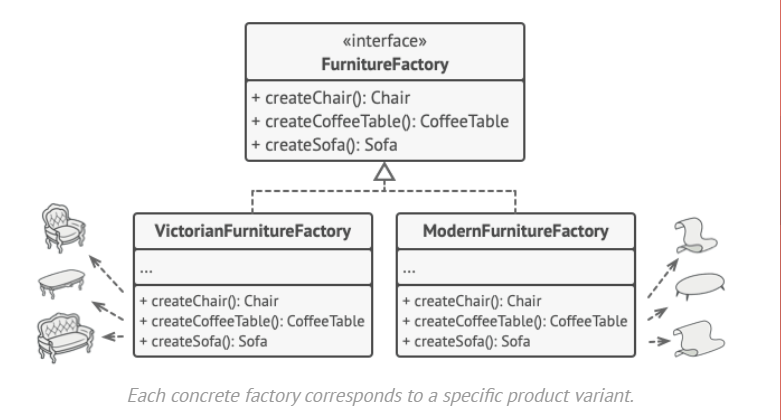 «interface»
FurnitureFactory
+ createChair(): Chair
+ createCoffeeTable(): CoffeeTable
+ createSofa(): Sofa
VictorianFurnitureFactory
...
+ createChair(): Chair
+ createCoffeeTable(): CoffeeTable
+ createSofa(): Sofa
ModernFurnitureFactory
...
+ createChair(): Chair
+ createCoffeeTable(): CoffeeTable
+ createSofa(): Sofa
Each concrete factory corresponds to a specific product variant.